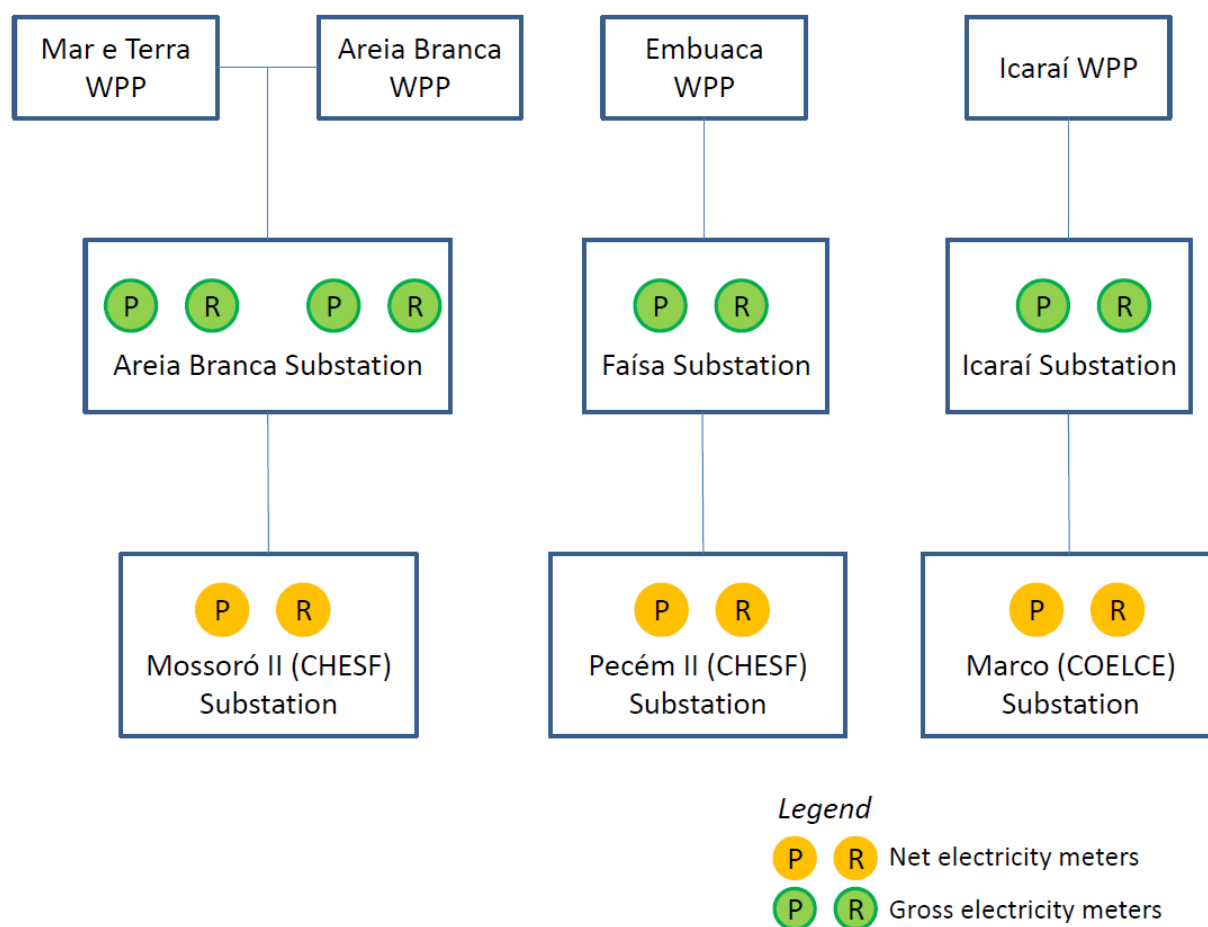 Mar e Terra
WPP
Areia Branca
WPP
Embuaca
WPP
Icaraí WPP
P R P R
Areia Branca Substation
P R
Faísa Substation
P R
Icaraí Substation
P R
Mossoró II (CHESF)
Substation
P R
Pecém II (CHESF)
Substation
P R
Marco (COELCE)
Substation
Legend
P R Net electricity meters
P R Gross electricity meters